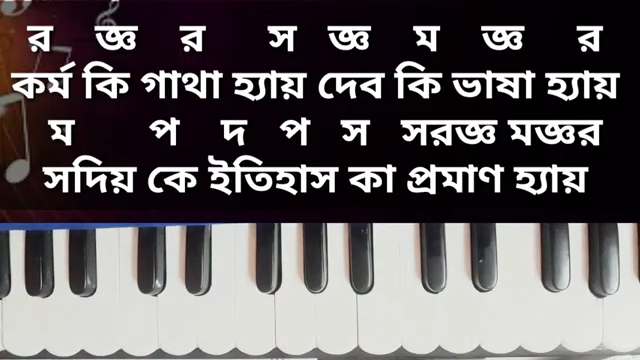 র জ্ঞ র স জ্ঞ ম জ্ঞ র
কর্ম কি গাথা হ্যায় দেব কি ভাষা হ্যায়
ম প দ প স সরজ্ঞ মজ্ঞর
সদিয় কে ইতিহাস কা প্রমাণ হ্যায়